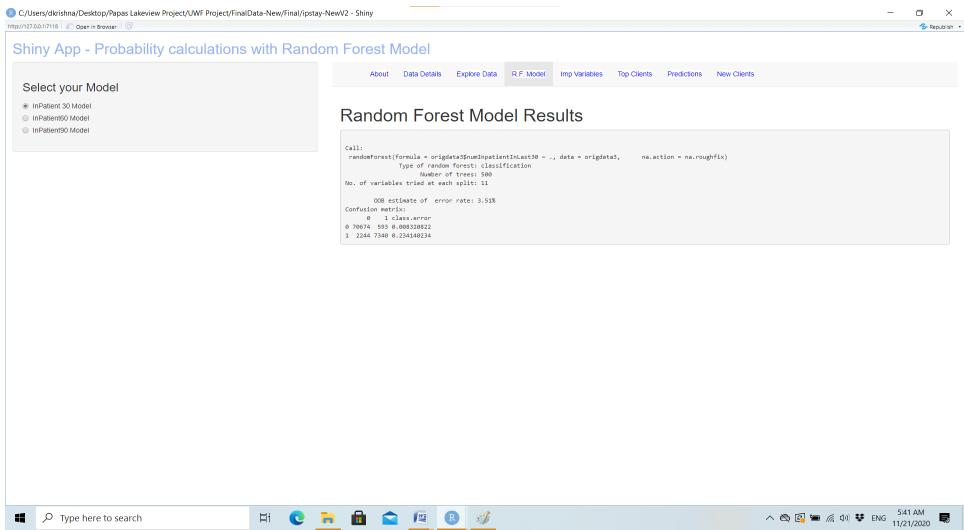 C:/Users/dkrishna/Desktop/Papas Lakeview Project/UWF Project/FinalData-New/Final/ipstay-NewV2 - Shiny
http://127.0.0.1:7116 Open in Browser Republish
Shiny App - Probability calculations with Random Forest Model
Select your Model
InPatient 30 Model
InPatient60 Model
InPatient90 Model
About Data Details Explore Data R.F. Model Imp Variables Top Clients Predictions New Clients
Random Forest Model Results
Call:
randomForest(formula = origdata3$numInpatientInLast30 ~ ., data = origdata3, na.action = na.roughfix)
Type of random forest: classification
Number of trees: 500
No. of variables tried at each split: 11
OOB estimate of error rate: 3.51%
Confusion matrix:
0 1 class.error
0 70674 593 0.008320822
1 2244 7340 0.234140234
Type here to search
ENG
5:41 AM
11/21/2020